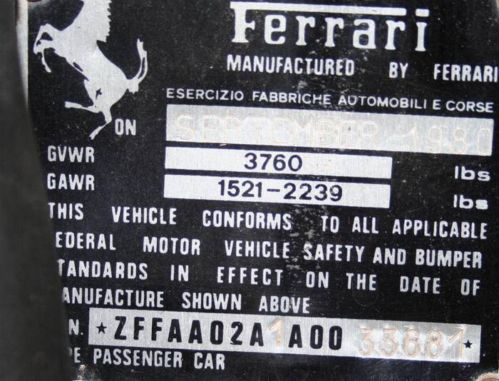 Ferrari
MANUFACTURED BY FERRARI
ESERCIZIO FABBRICHE AUTOMOBILI E CORSE
ON SEPTEMBER 1980
GVWR 3760 lbs
GAWR 1521-2239 lbs
THIS VEHICLE CONFORMS TO ALL APPLICABLE
EDERAL MOTOR VEHICLE SAFETY AND BUMPER
TANDARDS IN EFFECT ON THE DATE OF
ANUFACTURE SHOWN ABOVE
N. *ZFFAA02A1A0033881*
PE PASSENGER CAR